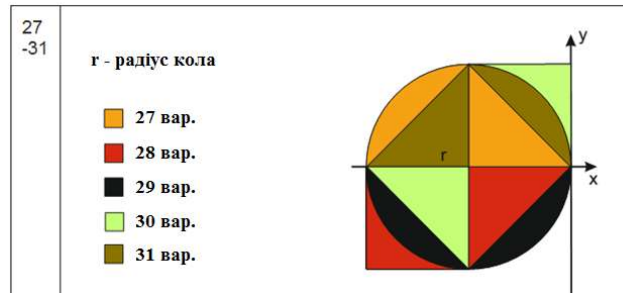 27
-31
r - радіус кола
27 вар.
28 вар.
29 вар.
30 вар.
31 вар.
y
r
x